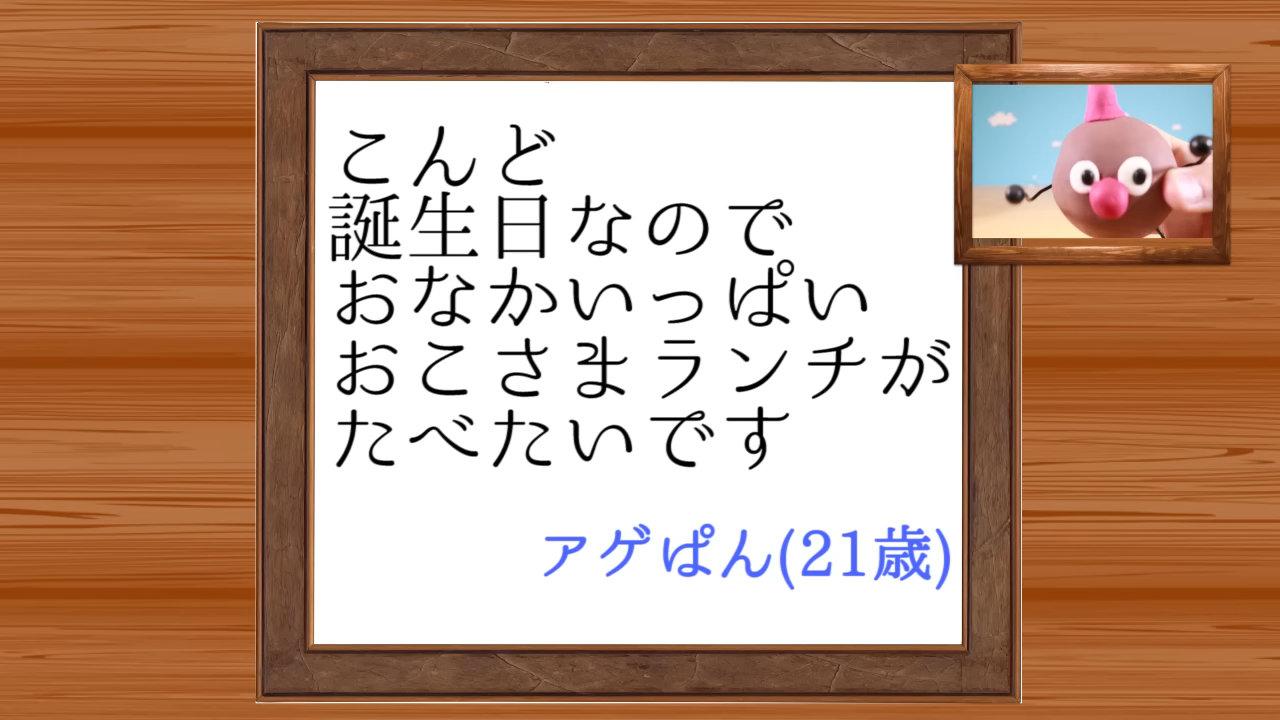 こんど
誕生日なので
おなかいっぱい
おこさまランチが
たべたいです
アゲぱん(21歳)